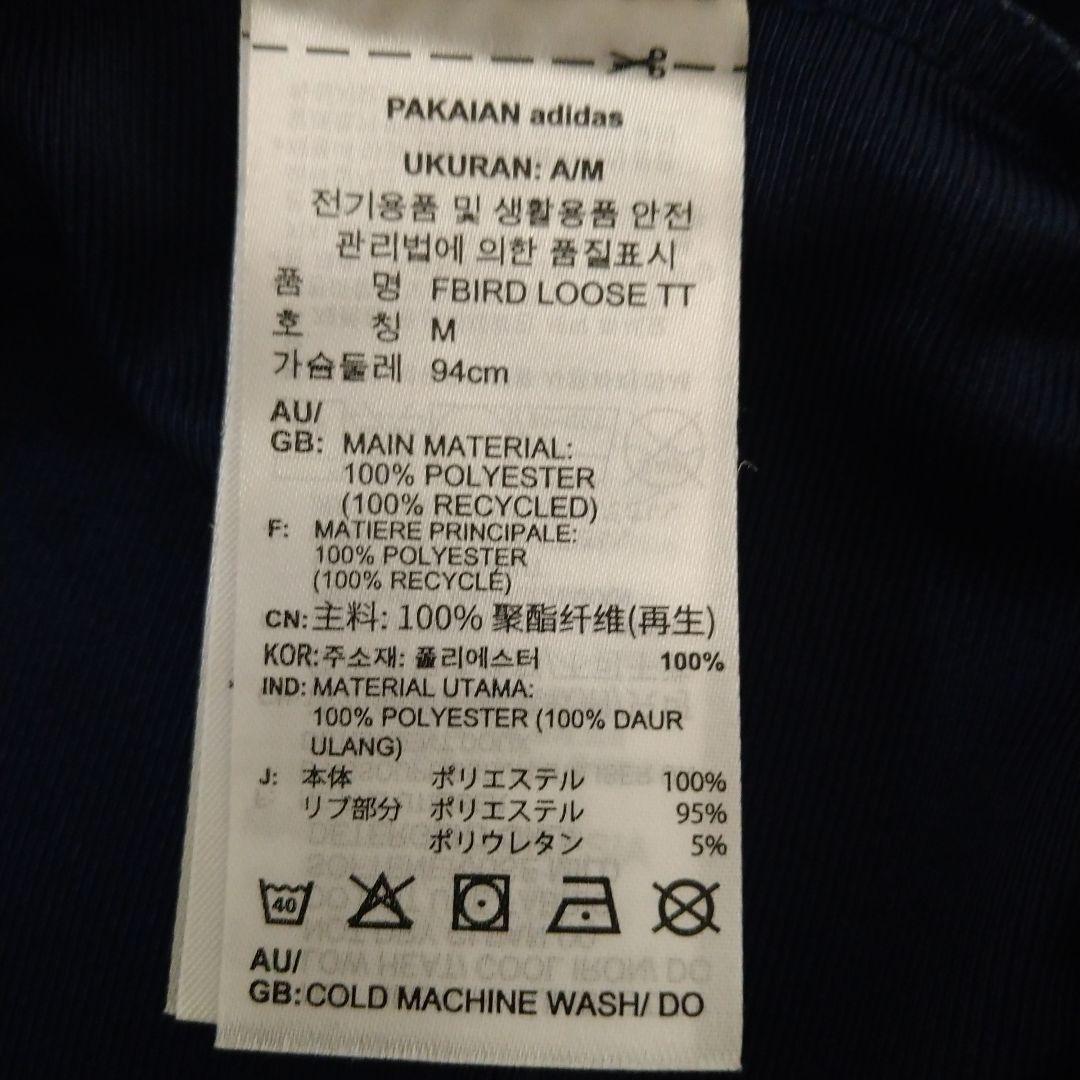 PAKAIAN adidas
UKURAN: A/M
전기용품 및 생활용품 안전
관리법에 의한 품질표시
품 명 FBIRD LOOSE TT
호 칭 M
가슴둘레 94cm
AU/
GB: MAIN MATERIAL:
100% POLYESTER
(100% RECYCLED)
F: MATIERE PRINCIPALE:
100% POLYESTER
(100% RECYCLÉ)
CN: 主料: 100% 聚酯纤维(再生)
KOR: 주소재: 폴리에스터 100%
IND: MATERIAL UTAMA:
100% POLYESTER (100% DAUR
ULANG)
J: 本体 ポリエステル 100%
リブ部分 ポリエステル 95%
ポリウレタン 5%
40
AU/
GB: COLD MACHINE WASH/ DO